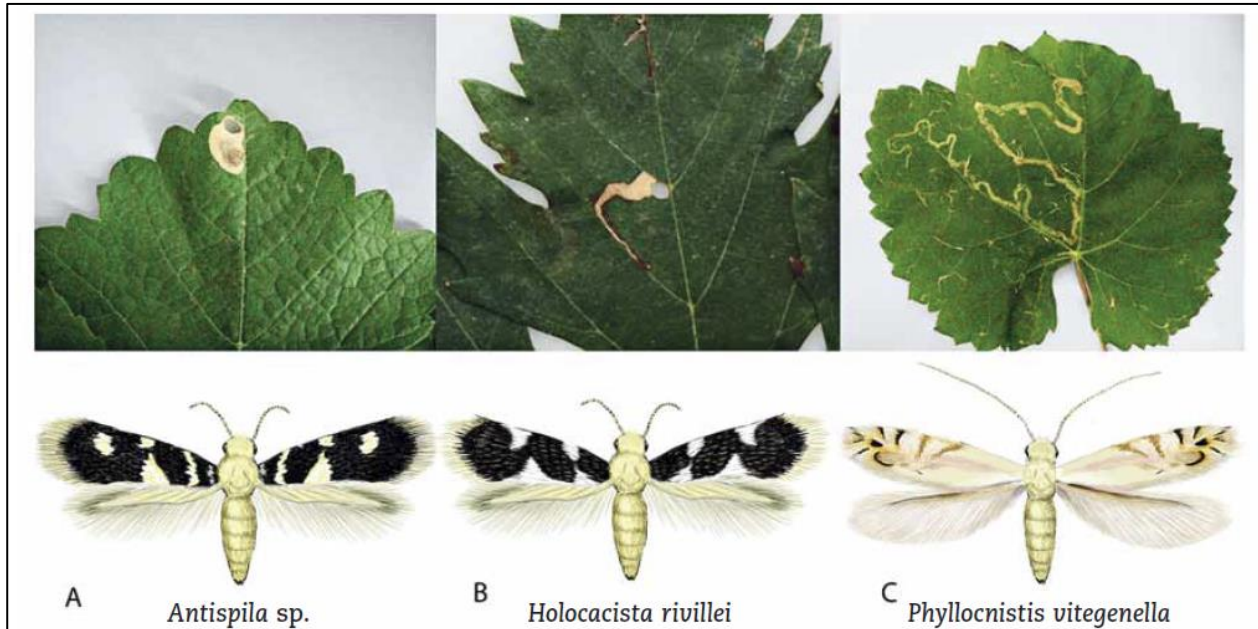 A
Antispila sp.
B
Holocacista rivillei
C
Phyllocnistis vitegenella